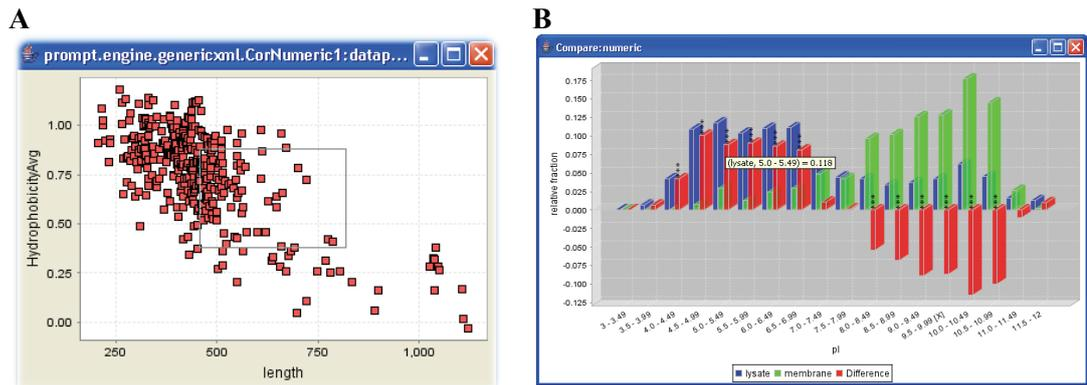 A
prompt.engine.genericxml.CorNumeric1:datap...
HydrophobicityAvg
1.00
0.75
0.50
0.25
0.00
250
500
750
1,000
length
B
Compare:numeric
relative fraction
0.175
0.150
0.125
0.100
0.075
0.050
0.025
0.000
-0.025
-0.050
-0.075
-0.100
-0.125
(lysate, 5.0 - 5.49) = 0.118
3 - 3.49
3.5 - 3.99
4.0 - 4.49
4.5 - 4.99
5.0 - 5.49
5.5 - 5.99
6.0 - 6.49
6.5 - 6.99
7.0 - 7.49
7.5 - 7.99
8.0 - 8.49
8.5 - 8.99
9.0 - 9.49
9.5 - 9.99 [X]
10.0 - 10.49
10.5 - 10.99
11.0 - 11.49
11.5 - 12
pI
lysate membrane Difference